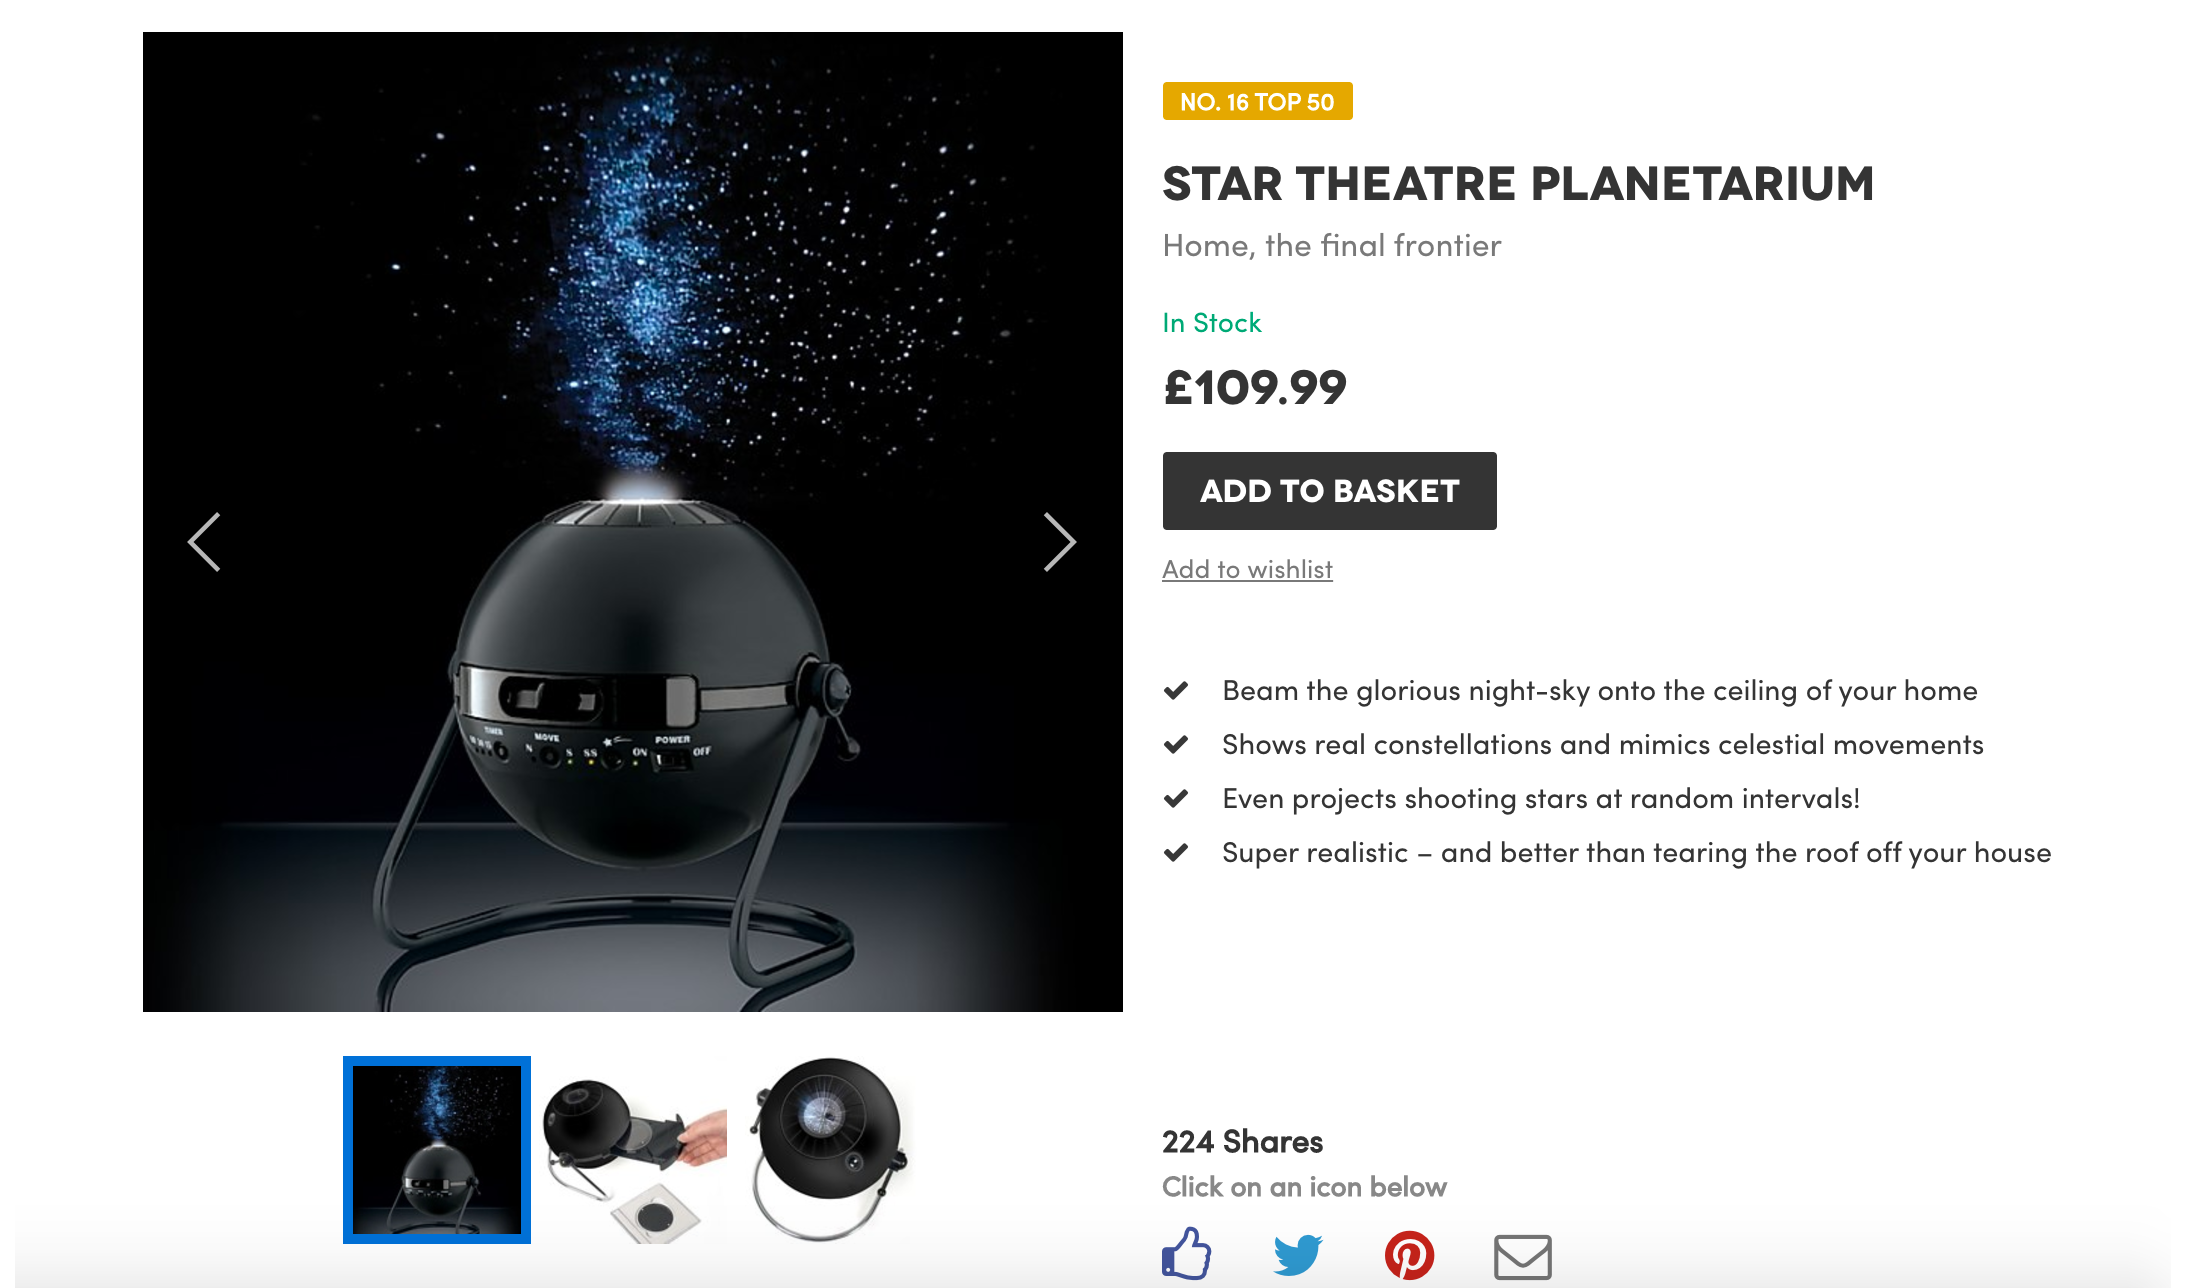 NO. 16 TOP 50
STAR THEATRE PLANETARIUM
Home, the final frontier
In Stock
£109.99
ADD TO BASKET
Add to wishlist
Beam the glorious night-sky onto the ceiling of your home
Shows real constellations and mimics celestial movements
Even projects shooting stars at random intervals!
Super realistic – and better than tearing the roof off your house
TIMER MOVE POWER
N S SS ON OFF
224 Shares
Click on an icon below